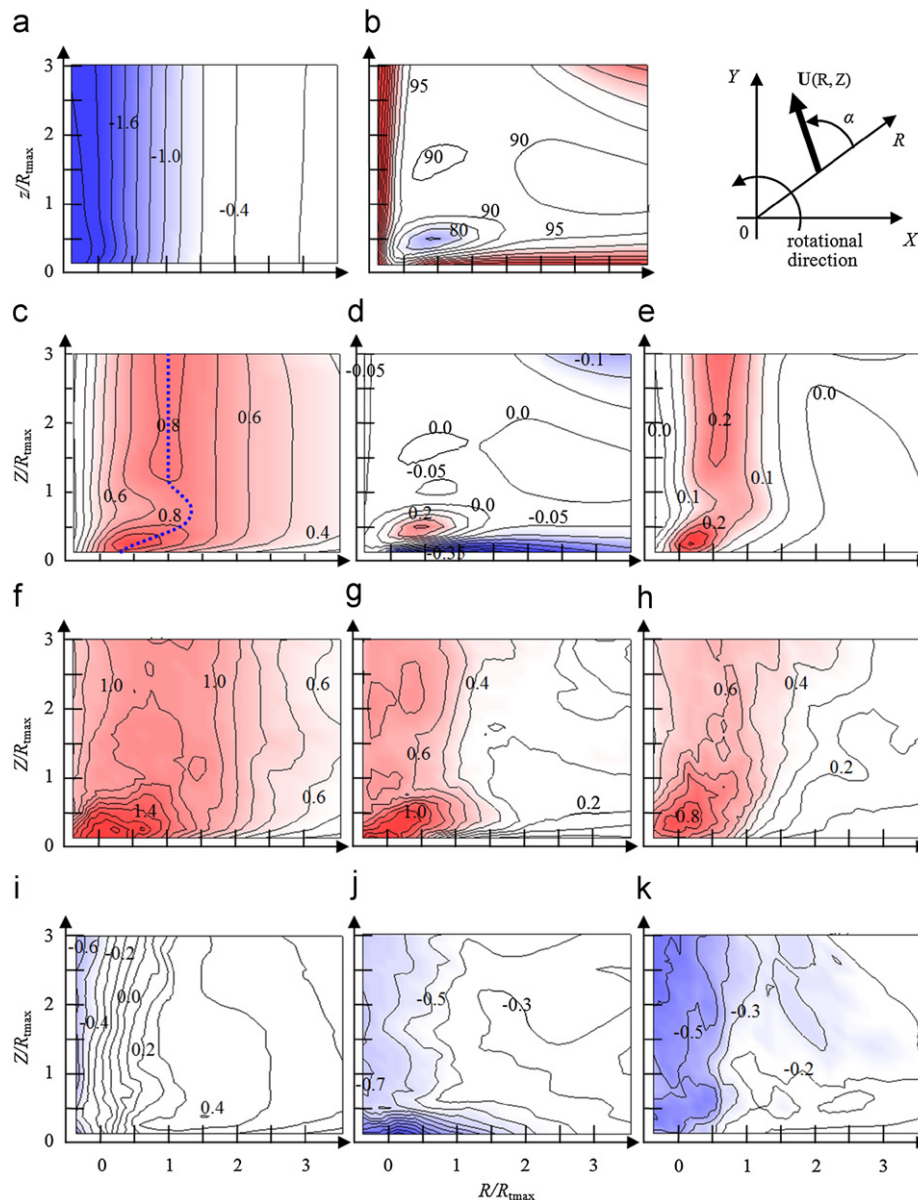 a
b
3
2
1
0
z/Rtmax
-1.6
-1.0
-0.4
95
90
90
90
80
95
Y
U(R, Z)
α
R
0
X
rotational
direction
c
d
e
3
2
1
0
Z/Rtmax
0.8
0.6
0.6
0.8
0.4
-0.05
-0.1
0.0
0.0
-0.05
0.0
0.2
-0.05
-0.35
0.0
0.2
0.0
0.1
0.1
0.2
f
g
h
3
2
1
0
Z/Rtmax
1.0
1.0
0.6
1.4
0.6
0.4
0.6
1.0
0.2
0.6
0.4
0.2
0.8
i
j
k
3
2
1
0
Z/Rtmax
-0.6
-0.2
0.0
-0.4
0.2
0.4
-0.5
-0.3
-0.7
-0.5
-0.3
-0.2
0 1 2 3
0 1 2 3
0 1 2 3
R/Rtmax